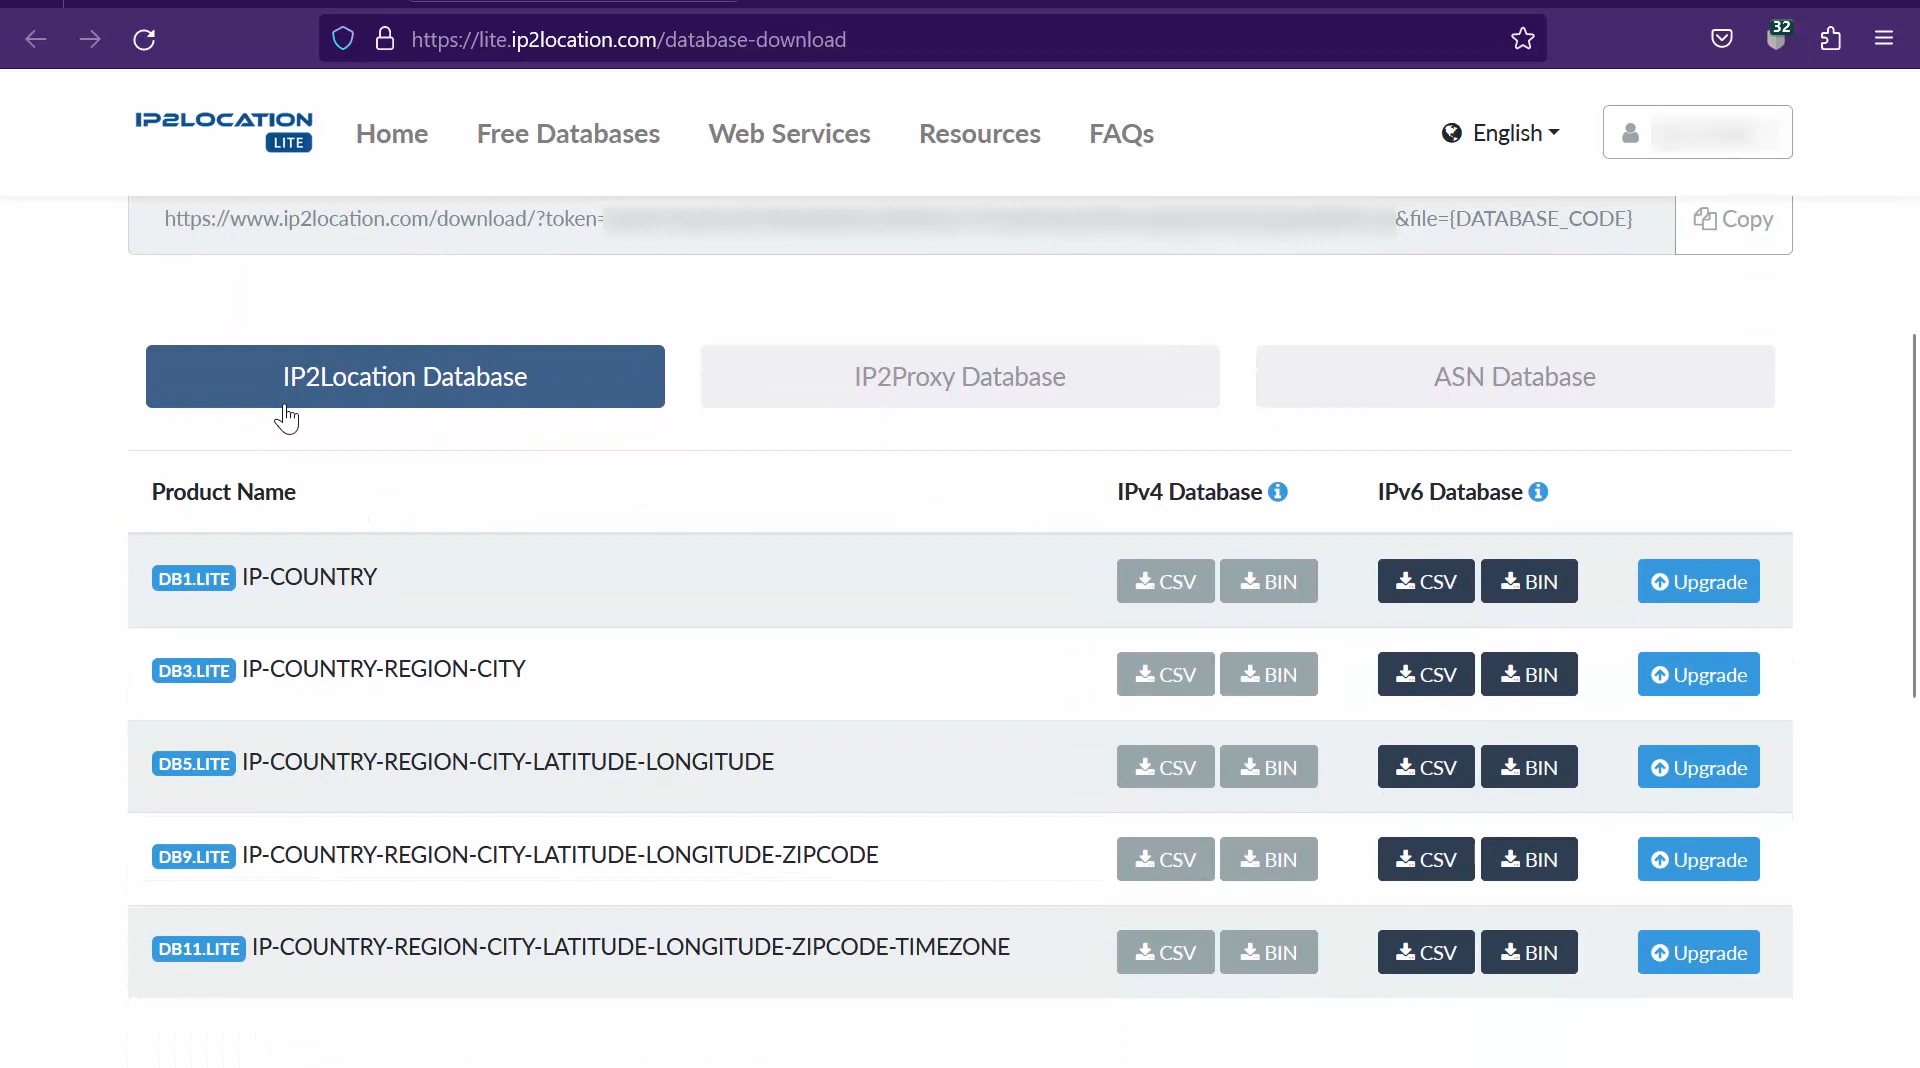 https://lite.ip2location.com/database-download
32
IP2LOCATION
LITE
Home
Free Databases
Web Services
Resources
FAQs
English
https://www.ip2location.com/download/?token=
&file={DATABASE_CODE}
Copy
IP2Location Database
IP2Proxy Database
ASN Database
Product Name
IPv4 Database
IPv6 Database
DB1.LITE IP-COUNTRY
CSV
BIN
CSV
BIN
Upgrade
DB3.LITE IP-COUNTRY-REGION-CITY
CSV
BIN
CSV
BIN
Upgrade
DB5.LITE IP-COUNTRY-REGION-CITY-LATITUDE-LONGITUDE
CSV
BIN
CSV
BIN
Upgrade
DB9.LITE IP-COUNTRY-REGION-CITY-LATITUDE-LONGITUDE-ZIPCODE
CSV
BIN
CSV
BIN
Upgrade
DB11.LITE IP-COUNTRY-REGION-CITY-LATITUDE-LONGITUDE-ZIPCODE-TIMEZONE
CSV
BIN
CSV
BIN
Upgrade